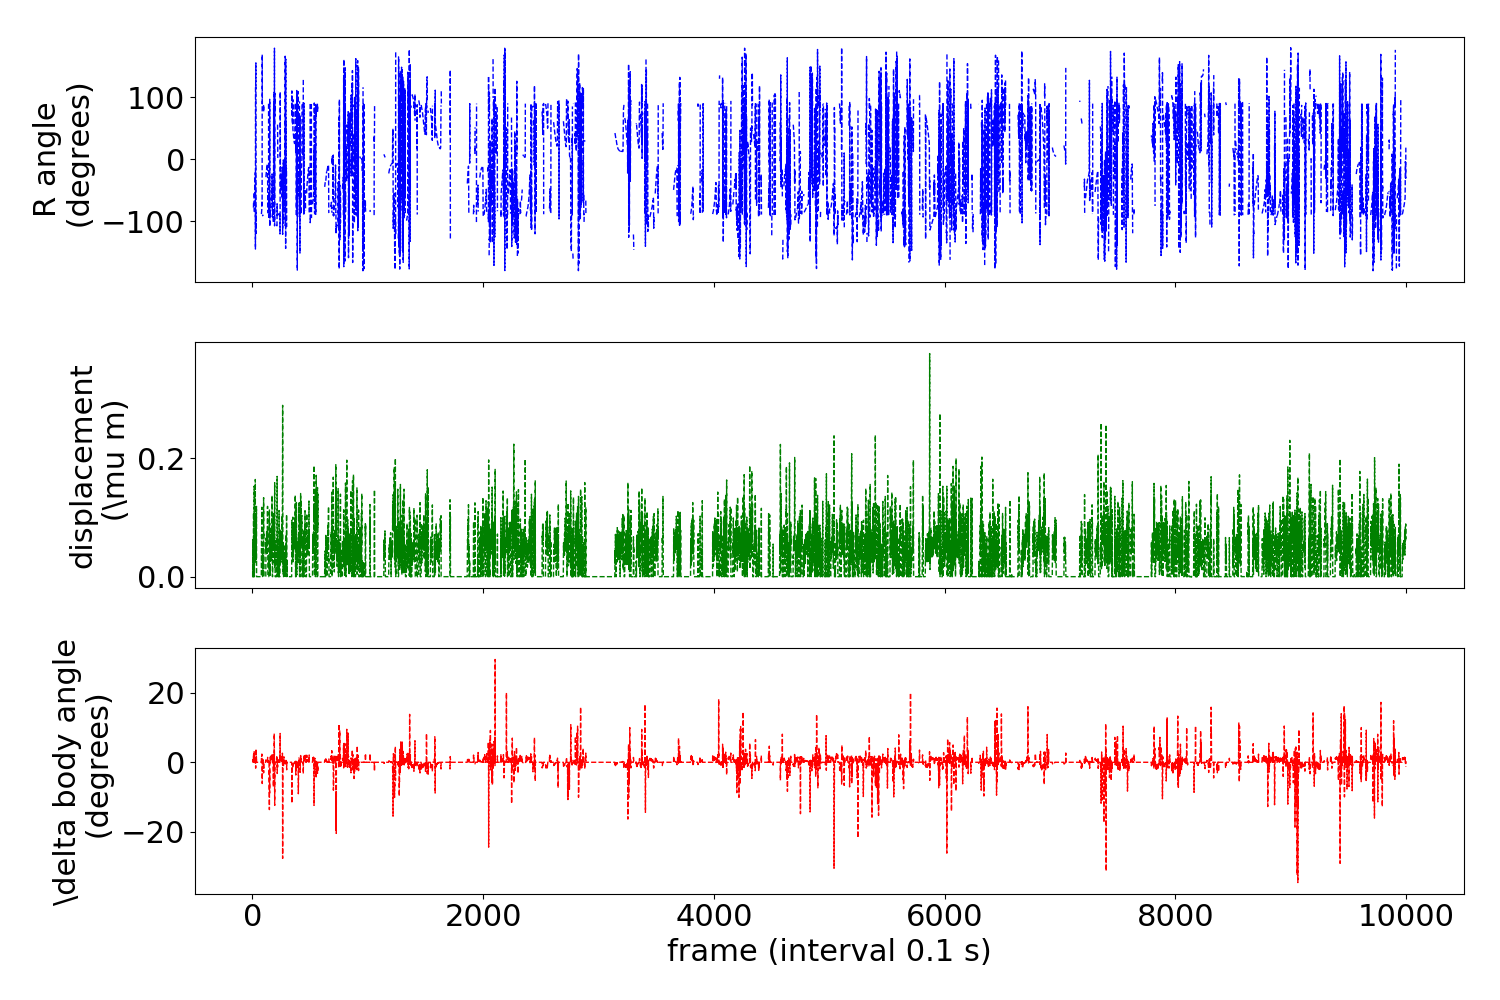 R angle
(degrees)
100
0
−100
displacement
(\mu m)
0.2
0.0
\delta body angle
(degrees)
20
0
−20
0 2000 4000 6000 8000 10000
frame (interval 0.1 s)